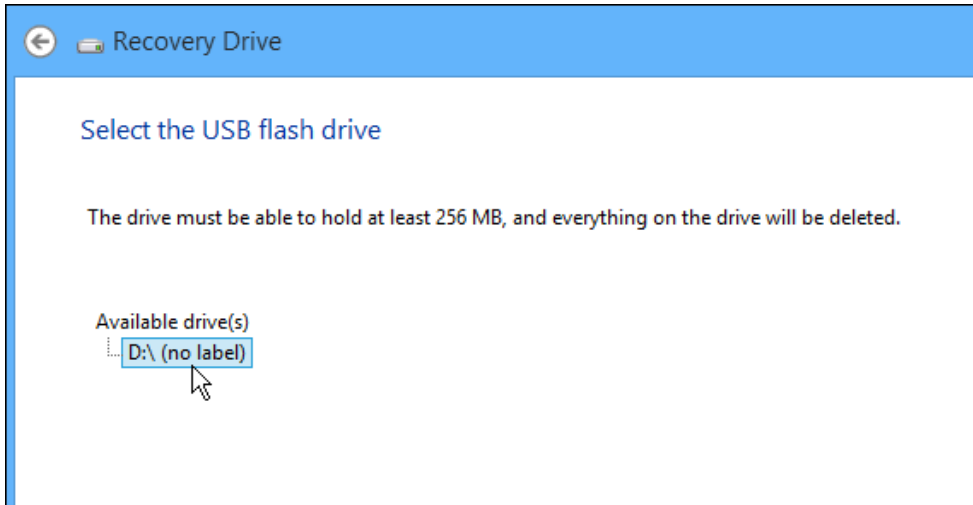 Recovery Drive
Select the USB flash drive
The drive must be able to hold at least 256 MB, and everything on the drive will be deleted.
Available drive(s)
D:\ (no label)